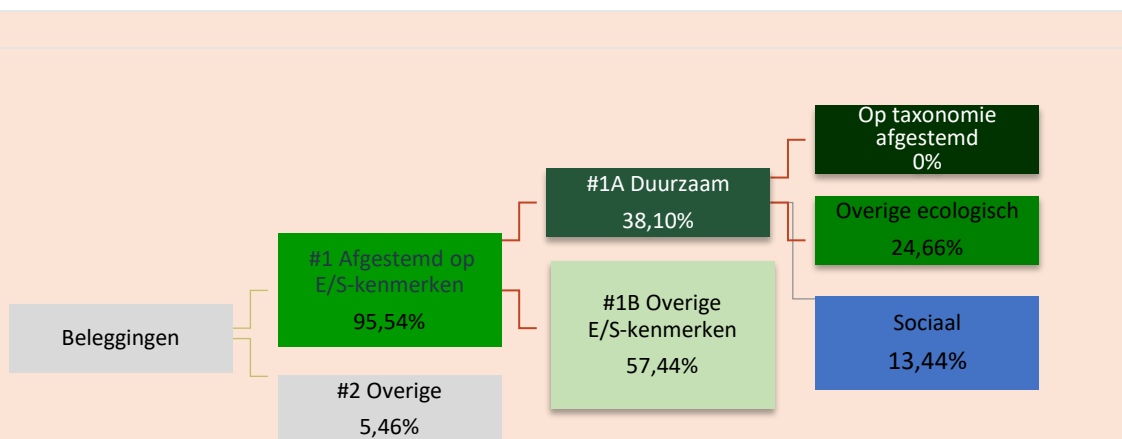 Beleggingen
#1 Afgestemd op
E/S-kenmerken
95,54%
#2 Overige
5,46%
#1A Duurzaam
38,10%
#1B Overige
E/S-kenmerken
57,44%
Op taxonomie
afgestemd
0%
Overige ecologisch
24,66%
Sociaal
13,44%